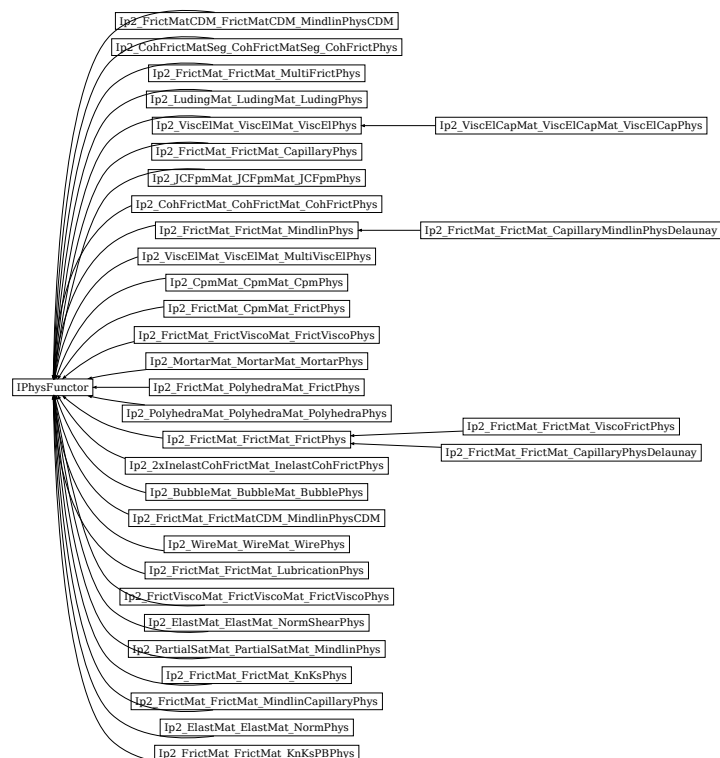 Ip2_FrictMatCDM_FrictMatCDM_MindlinPhysCDM
Ip2_CohFrictMatSeg_CohFrictMatSeg_CohFrictPhys
Ip2_FrictMat_FrictMat_MultiFrictPhys
Ip2_LudingMat_LudingMat_LudingPhys
Ip2_ViscElMat_ViscElMat_ViscElPhys
Ip2_ViscElCapMat_ViscElCapMat_ViscElCapPhys
Ip2_FrictMat_FrictMat_CapillaryPhys
Ip2_JCFpmMat_JCFpmMat_JCFpmPhys
Ip2_CohFrictMat_CohFrictMat_CohFrictPhys
Ip2_FrictMat_FrictMat_MindlinPhys
Ip2_FrictMat_FrictMat_CapillaryMindlinPhysDelaunay
Ip2_ViscElMat_ViscElMat_MultiViscElPhys
Ip2_CpmMat_CpmMat_CpmPhys
Ip2_FrictMat_CpmMat_FrictPhys
Ip2_FrictMat_FrictViscoMat_FrictViscoPhys
Ip2_MortarMat_MortarMat_MortarPhys
IPhysFunctor
Ip2_FrictMat_PolyhedraMat_FrictPhys
Ip2_PolyhedraMat_PolyhedraMat_PolyhedraPhys
Ip2_FrictMat_FrictMat_ViscoFrictPhys
Ip2_FrictMat_FrictMat_FrictPhys
Ip2_FrictMat_FrictMat_CapillaryPhysDelaunay
Ip2_2xInelastCohFrictMat_InelastCohFrictPhys
Ip2_BubbleMat_BubbleMat_BubblePhys
Ip2_FrictMat_FrictMatCDM_MindlinPhysCDM
Ip2_WireMat_WireMat_WirePhys
Ip2_FrictMat_FrictMat_LubricationPhys
Ip2_FrictViscoMat_FrictViscoMat_FrictViscoPhys
Ip2_ElastMat_ElastMat_NormShearPhys
Ip2_PartialSatMat_PartialSatMat_MindlinPhys
Ip2_FrictMat_FrictMat_KnKsPhys
Ip2_FrictMat_FrictMat_MindlinCapillaryPhys
Ip2_ElastMat_ElastMat_NormPhys
Ip2_FrictMat_FrictMat_KnKsPBPhys